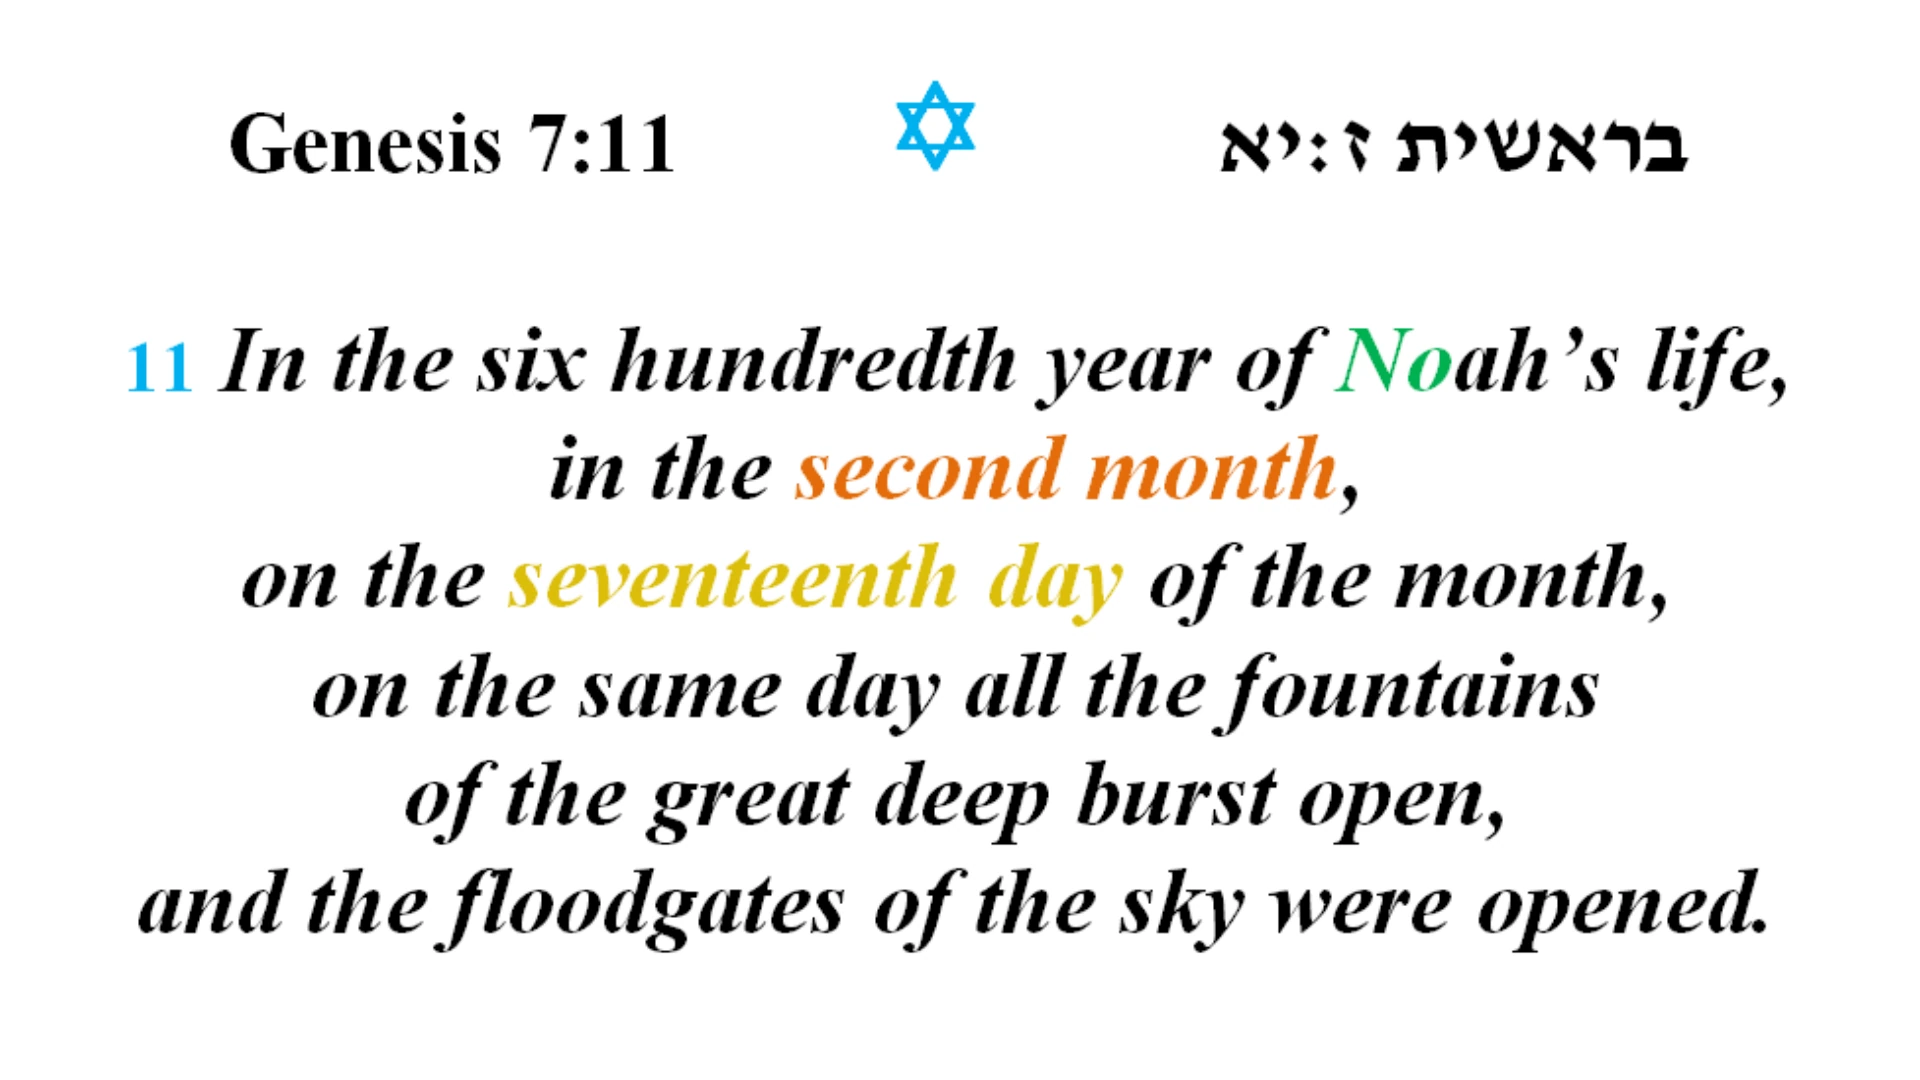 Genesis 7:11 ✡ בראשית ז:יא
11 In the six hundredth year of Noah’s life,
in the second month,
on the seventeenth day of the month,
on the same day all the fountains
of the great deep burst open,
and the floodgates of the sky were opened.